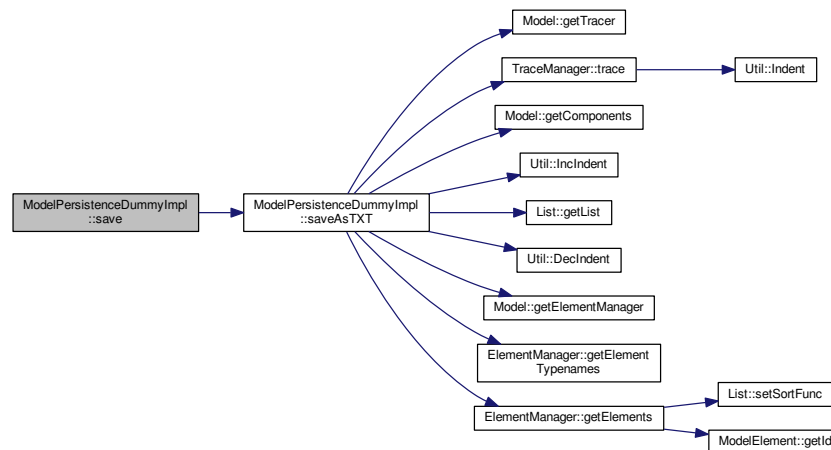 ModelPersistenceDummyImpl
::save
ModelPersistenceDummyImpl
::saveAsTXT
Model::getTracer
TraceManager::trace
Util::Indent
Model::getComponents
Util::IncIndent
List::getList
Util::DecIndent
Model::getElementManager
ElementManager::getElement
Typenames
ElementManager::getElements
List::setSortFunc
ModelElement::getId